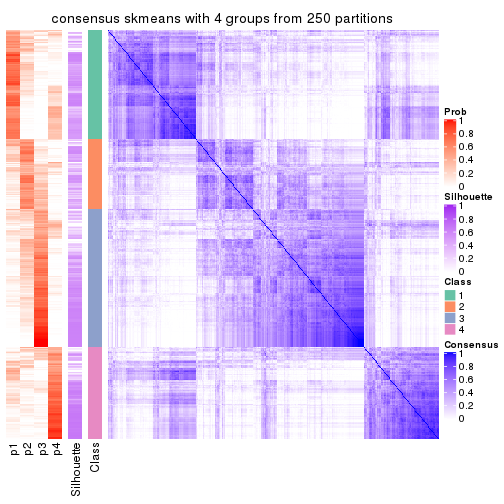 consensus skmeans with 4 groups from 250 partitions
Prob
1
0.8
0.6
0.4
0.2
0
Silhouette
1
0.8
0.6
0.4
0.2
0
Class
1
2
3
4
Consensus
1
0.8
0.6
0.4
0.2
0
p1
p2
p3
p4
Silhouette
Class